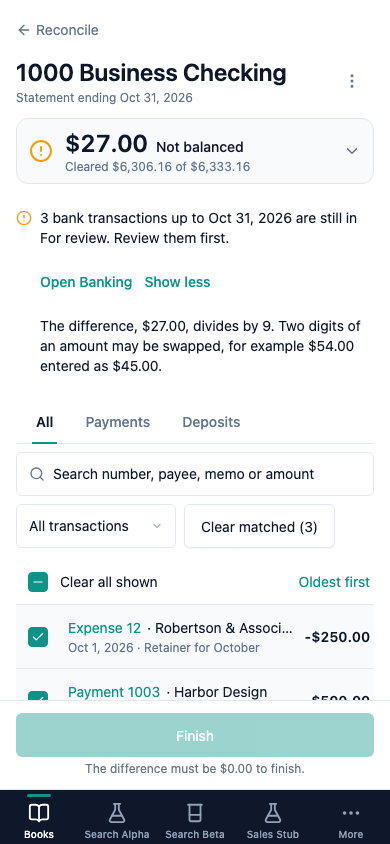 Reconcile
1000 Business Checking
Statement ending Oct 31, 2026
$27.00 Not balanced
Cleared $6,306.16 of $6,333.16
3 bank transactions up to Oct 31, 2026 are still in
For review. Review them first.
Open Banking Show less
The difference, $27.00, divides by 9. Two digits of
an amount may be swapped, for example $54.00
entered as $45.00.
All Payments Deposits
Search number, payee, memo or amount
All transactions Clear matched (3)
Clear all shown Oldest first
Expense 12 · Robertson & Associ... -$250.00
Oct 1, 2026 · Retainer for October
Payment 1003 · Harbor Design
Finish
The difference must be $0.00 to finish.
Books Search Alpha Search Beta Sales Stub More